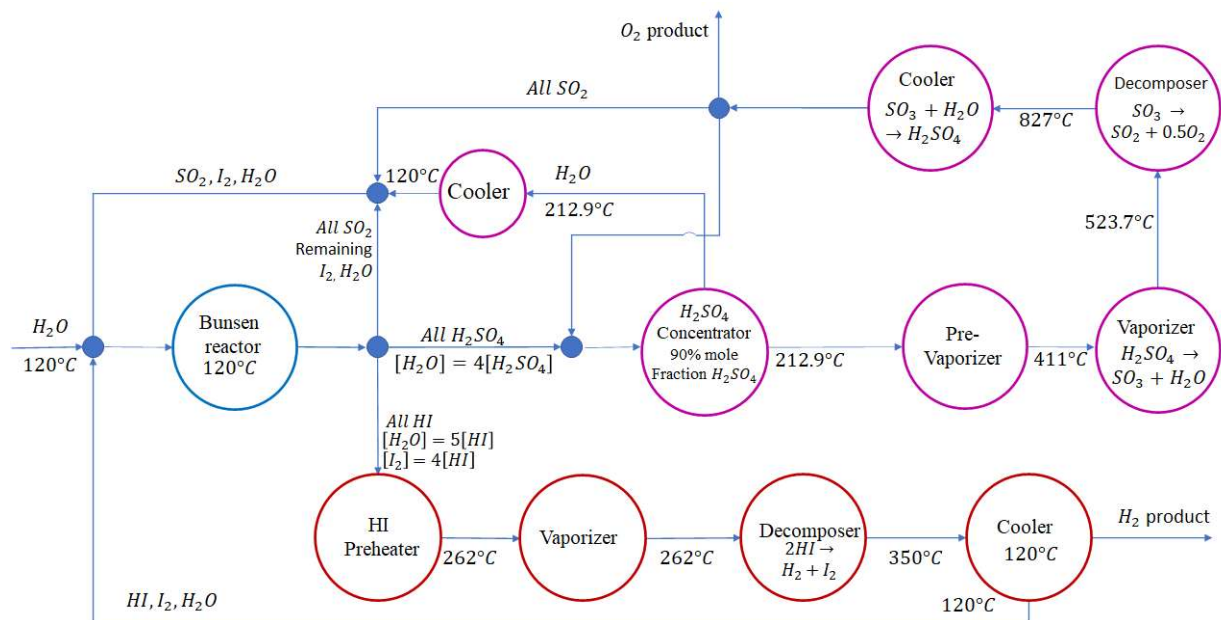 O₂ product
Cooler
SO₃ + H₂O
→ H₂SO₄
827°C
Decomposer
SO₃ →
SO₂ + 0.5O₂
All SO₂
SO₂, I₂, H₂O
120°C
Cooler
H₂O
212.9°C
523.7°C
All SO₂
Remaining
I₂, H₂O
H₂O
120°C
Bunsen
reactor
120°C
All H₂SO₄
[H₂O] = 4[H₂SO₄]
H₂SO₄
Concentrator
90% mole
Fraction H₂SO₄
212.9°C
Pre-
Vaporizer
411°C
Vaporizer
H₂SO₄ →
SO₃ + H₂O
All HI
[H₂O] = 5[HI]
[I₂] = 4[HI]
HI
Preheater
262°C
Vaporizer
262°C
Decomposer
2HI →
H₂ + I₂
350°C
Cooler
120°C
H₂ product
HI, I₂, H₂O
120°C